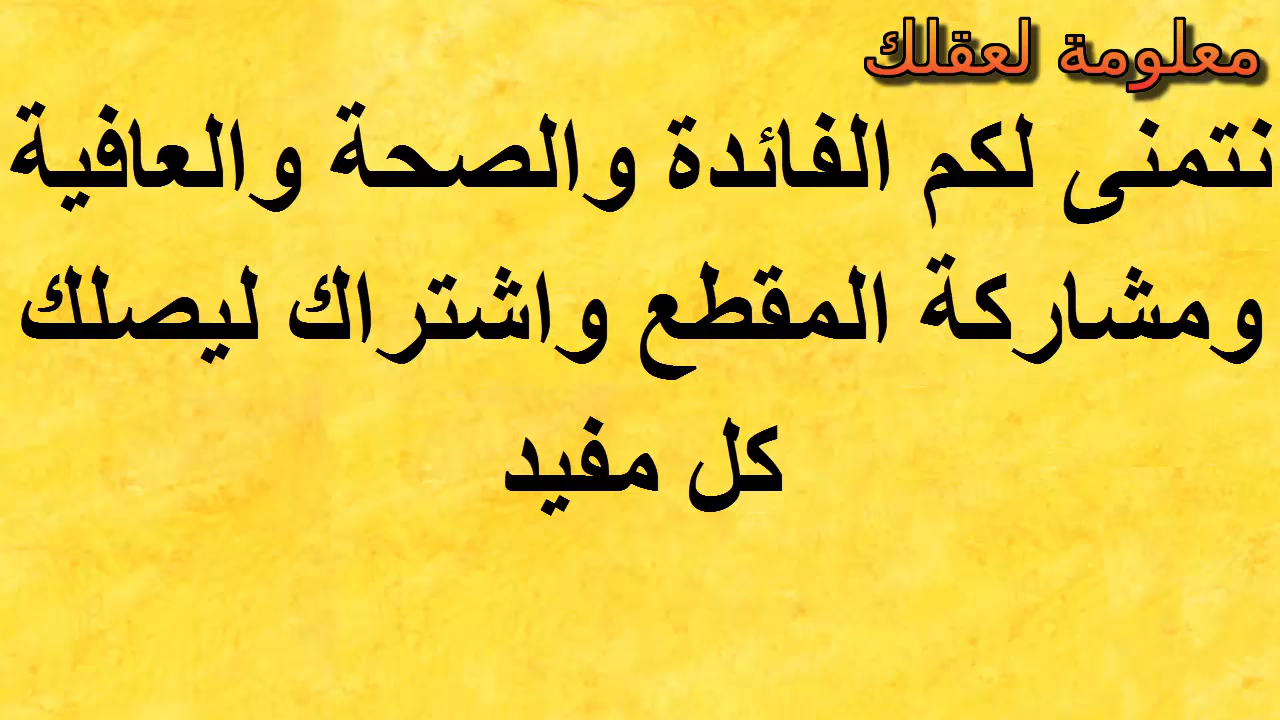 معلومة لعقلك
نتمنى لكم الفائدة والصحة والعافية
ومشاركة المقطع واشتراك ليصلك
كل مفيد